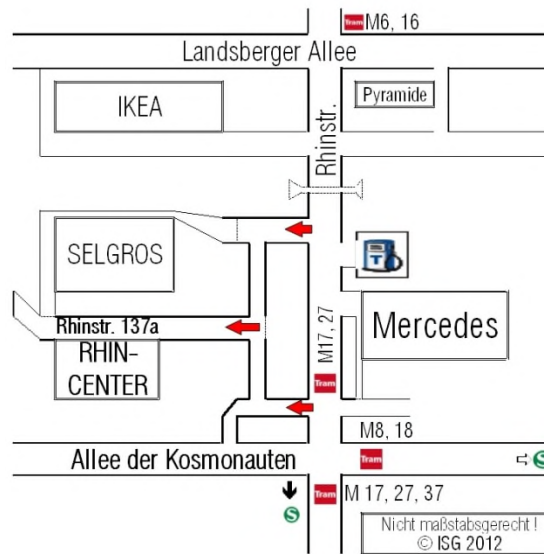 Tram M6, 16
Landsberger Allee
IKEA
Pyramide
Rhinstr.
SELGROS
T
Rhinstr. 137a
Mercedes
RHIN-
CENTER
M17, 27
Tram
M8, 18
Allee der Kosmonauten
Tram
S
Tram M 17, 27, 37
S
Nicht maßstabsgerecht !
© ISG 2012